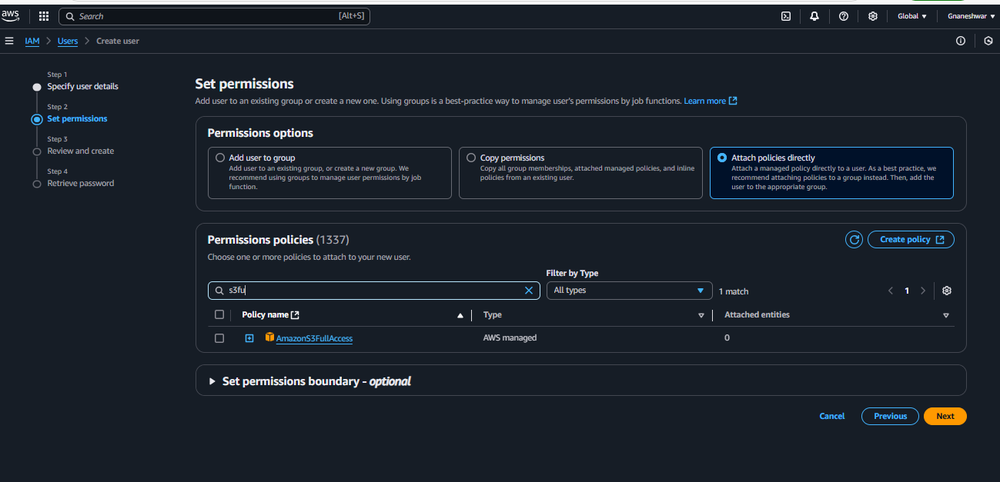 aws
Search
[Alt+S]
Global ▼
Gnaneshwar ▼
IAM > Users > Create user
Step 1
Specify user details
Step 2
Set permissions
Step 3
Review and create
Step 4
Retrieve password
Set permissions
Add user to an existing group or create a new one. Using groups is a best-practice way to manage user's permissions by job functions. Learn more
Permissions options
Add user to group
Add user to an existing group, or create a new group. We
recommend using groups to manage user permissions by job
function.
Copy permissions
Copy all group memberships, attached managed policies, and inline
policies from an existing user.
Attach policies directly
Attach a managed policy directly to a user. As a best practice, we
recommend attaching policies to a group instead. Then, add the
user to the appropriate group.
Permissions policies (1337)
Create policy
Choose one or more policies to attach to your new user.
Filter by Type
s3fu
All types
1 match
1
Policy name
Type
Attached entities
AmazonS3FullAccess
AWS managed
0
Set permissions boundary - optional
Cancel
Previous
Next